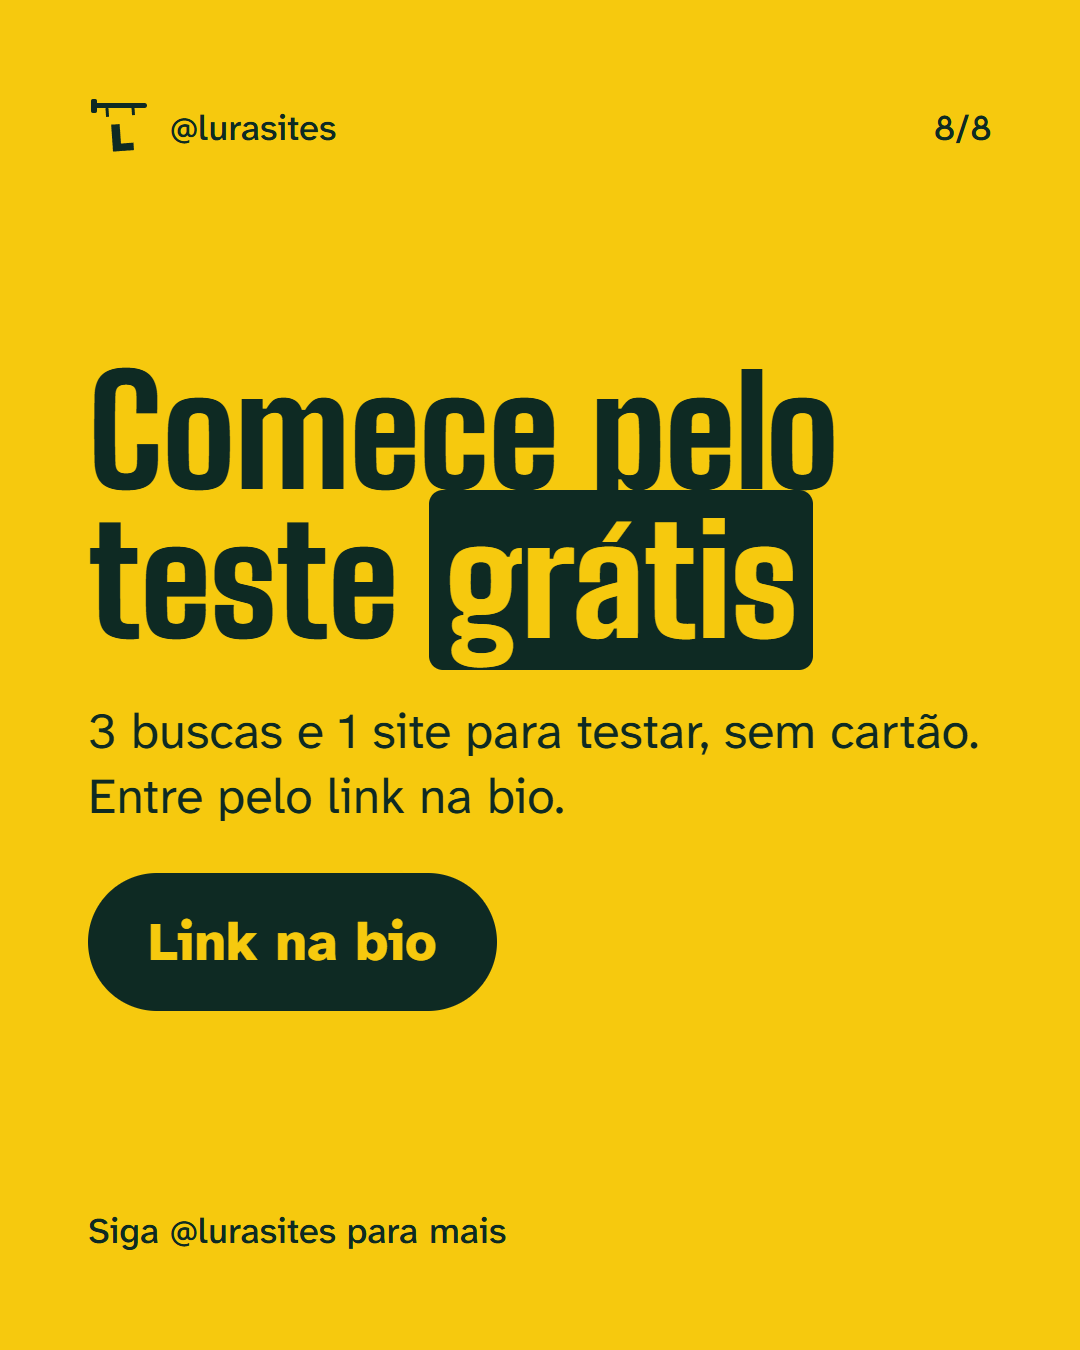 L
@lurasites
8/8
Comece pelo
teste grátis
3 buscas e 1 site para testar, sem cartão.
Entre pelo link na bio.
Link na bio
Siga @lurasites para mais